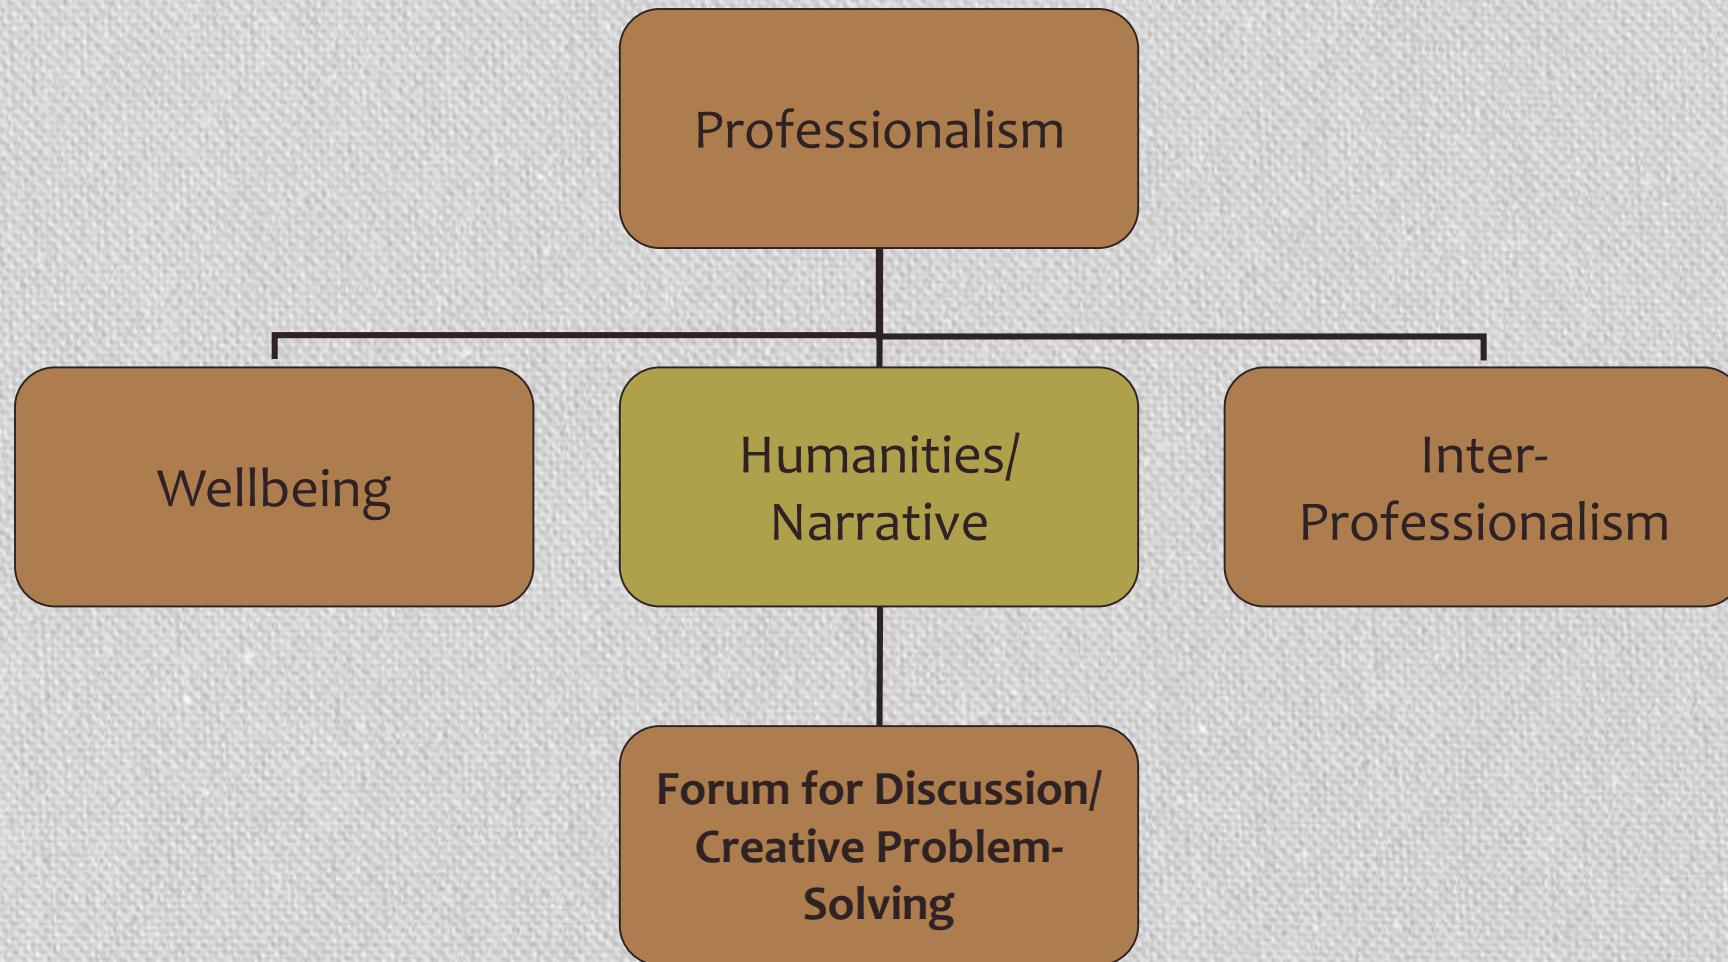 Professionalism
Wellbeing
Humanities/
Narrative
Inter-
Professionalism
Forum for Discussion/
Creative Problem-
Solving